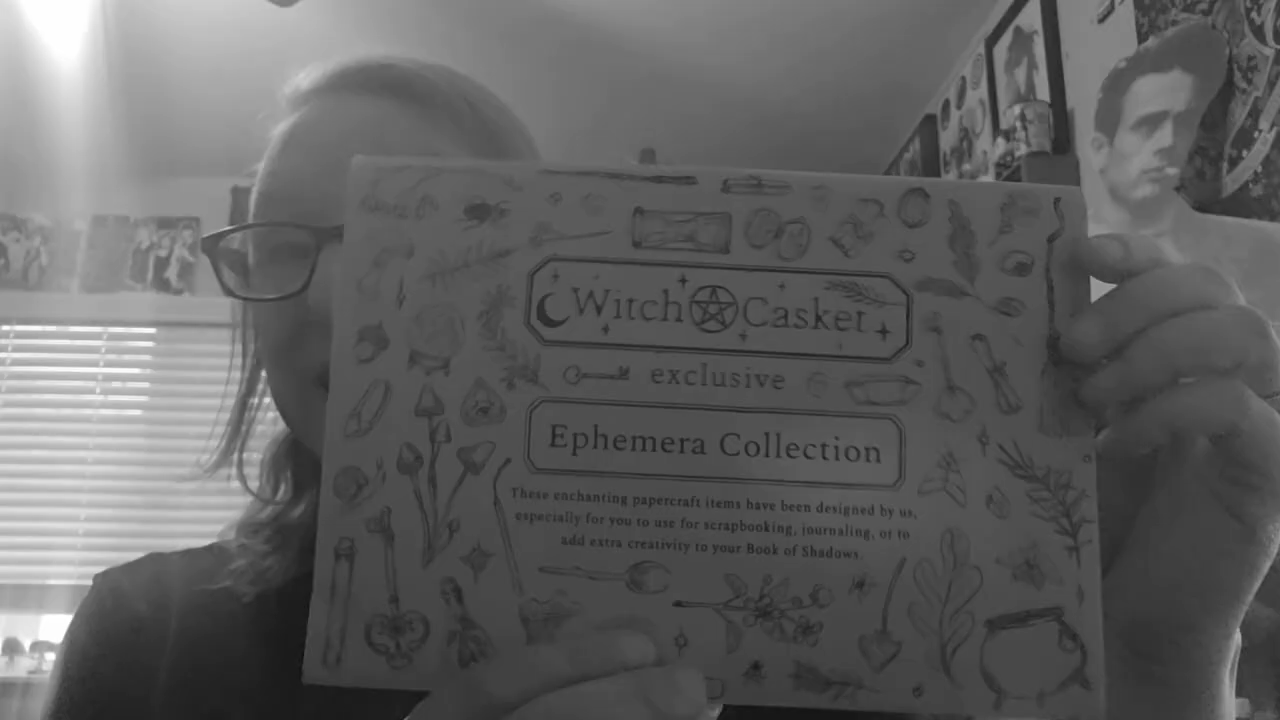 Witch Casket
exclusive
Ephemera Collection
These enchanting papercraft items have been designed by us,
especially for you to use for scrapbooking, journaling, or to
add extra creativity to your Book of Shadows